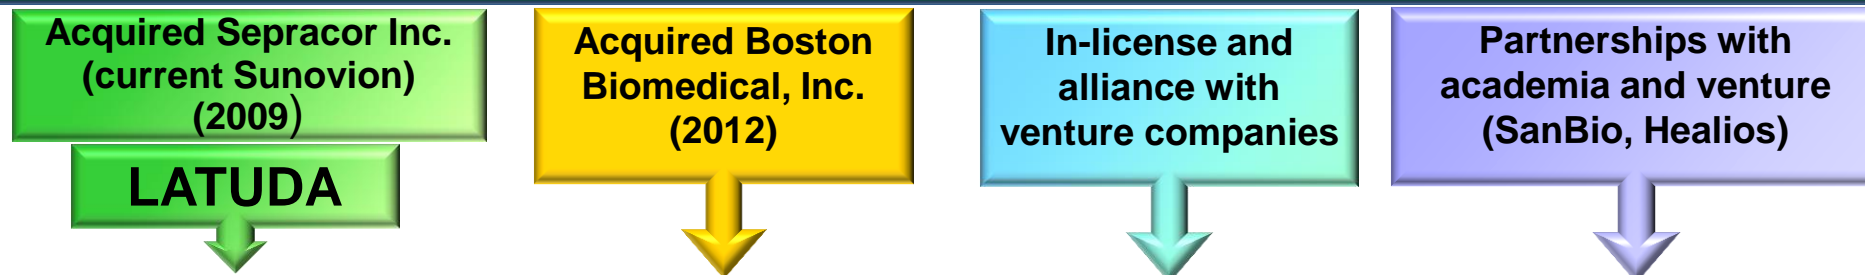 Acquired Sepracor Inc.
(current Sunovion)
(2009)
LATUDA
Acquired Boston
Biomedical, Inc.
(2012)
In-license and
alliance with
venture companies
Partnerships with
academia and venture
(SanBio, Healios)